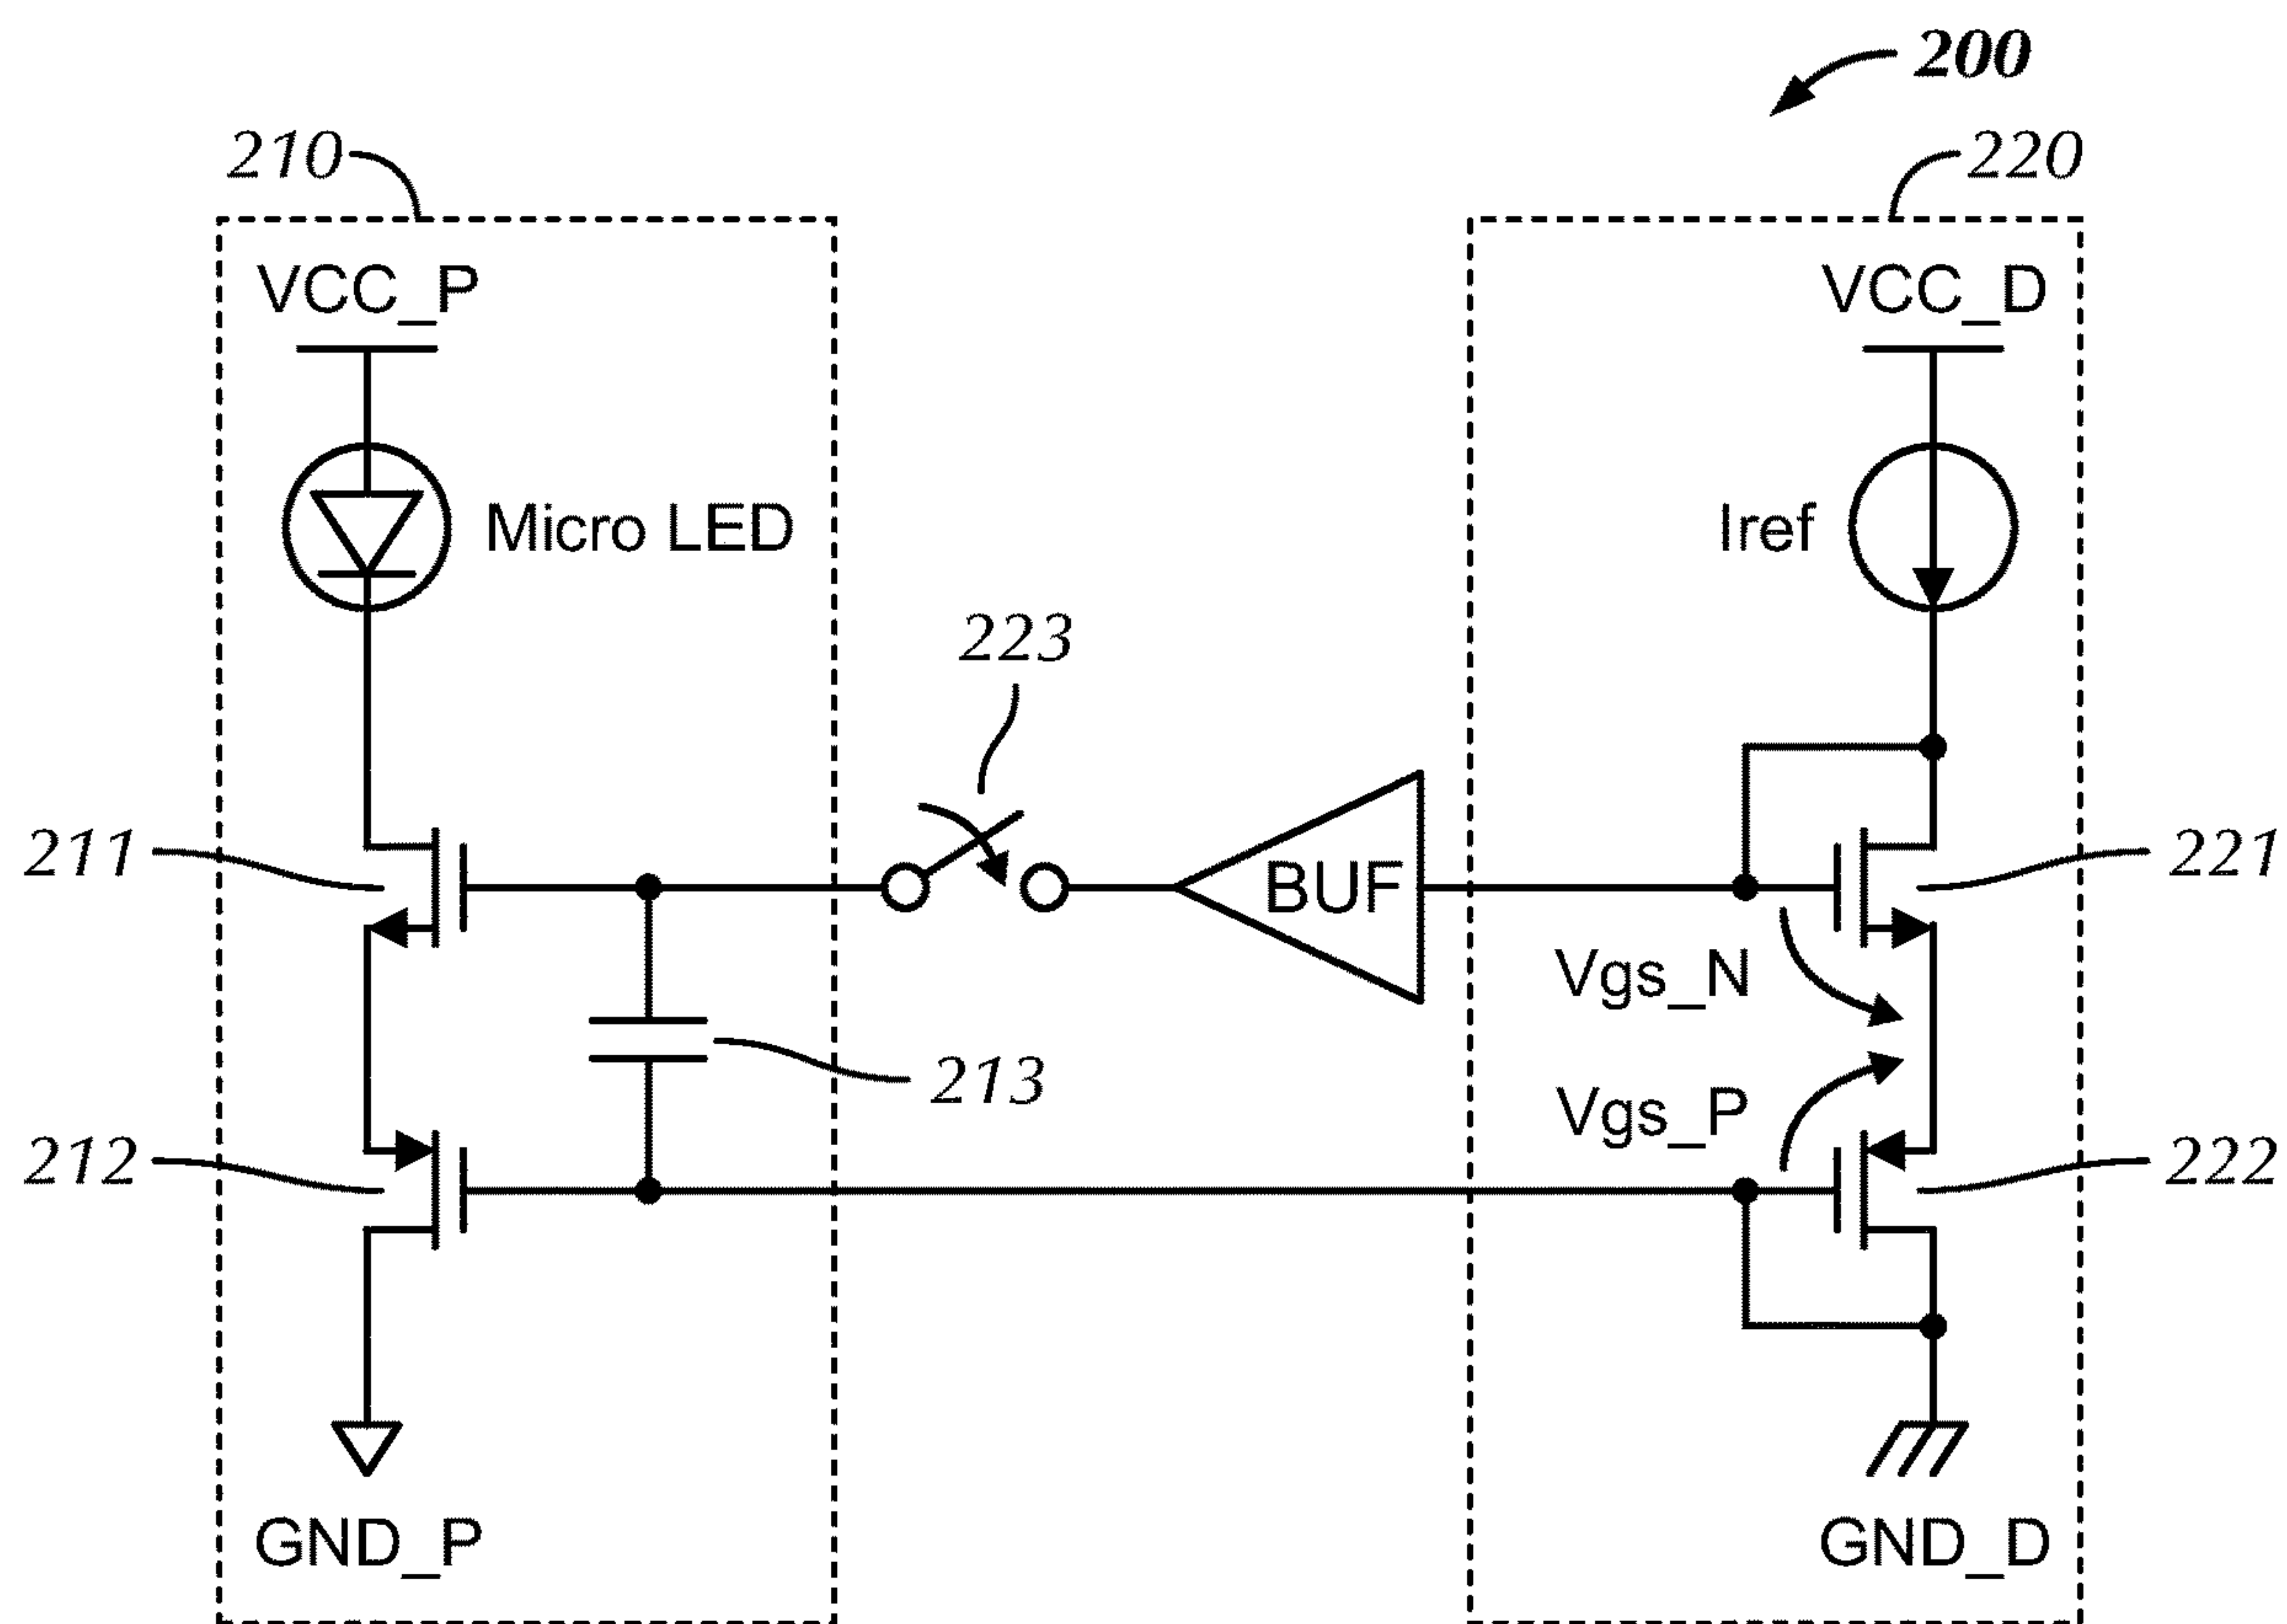 200
210
220
VCC_P
VCC_D
Micro LED
Iref
223
211
BUF
221
Vgs_N
213
Vgs_P
212
222
GND_P
GND_D